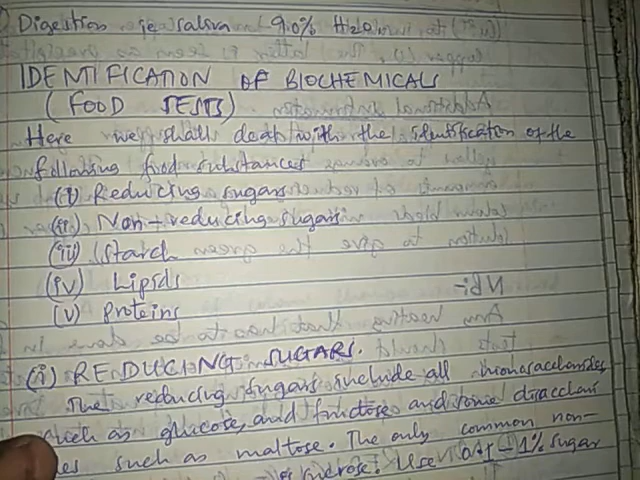 Digestion ie saliva 90% H2O
IDENTIFICATION OF BIOCHEMICALS
(FOOD TESTS)
Here we shall deal with the identification of the
following food substances
(i) Reducing sugars
(ii) Non-reducing sugars
(iii) Starch
(iv) Lipids
(v) Proteins
(i) REDUCING SUGARS.
The reducing sugars include all monosaccharides
such as glucose, and fructose and some disacchari
des such as maltose. The only common non-
is sucrose. Use 0.1 - 1% sugar